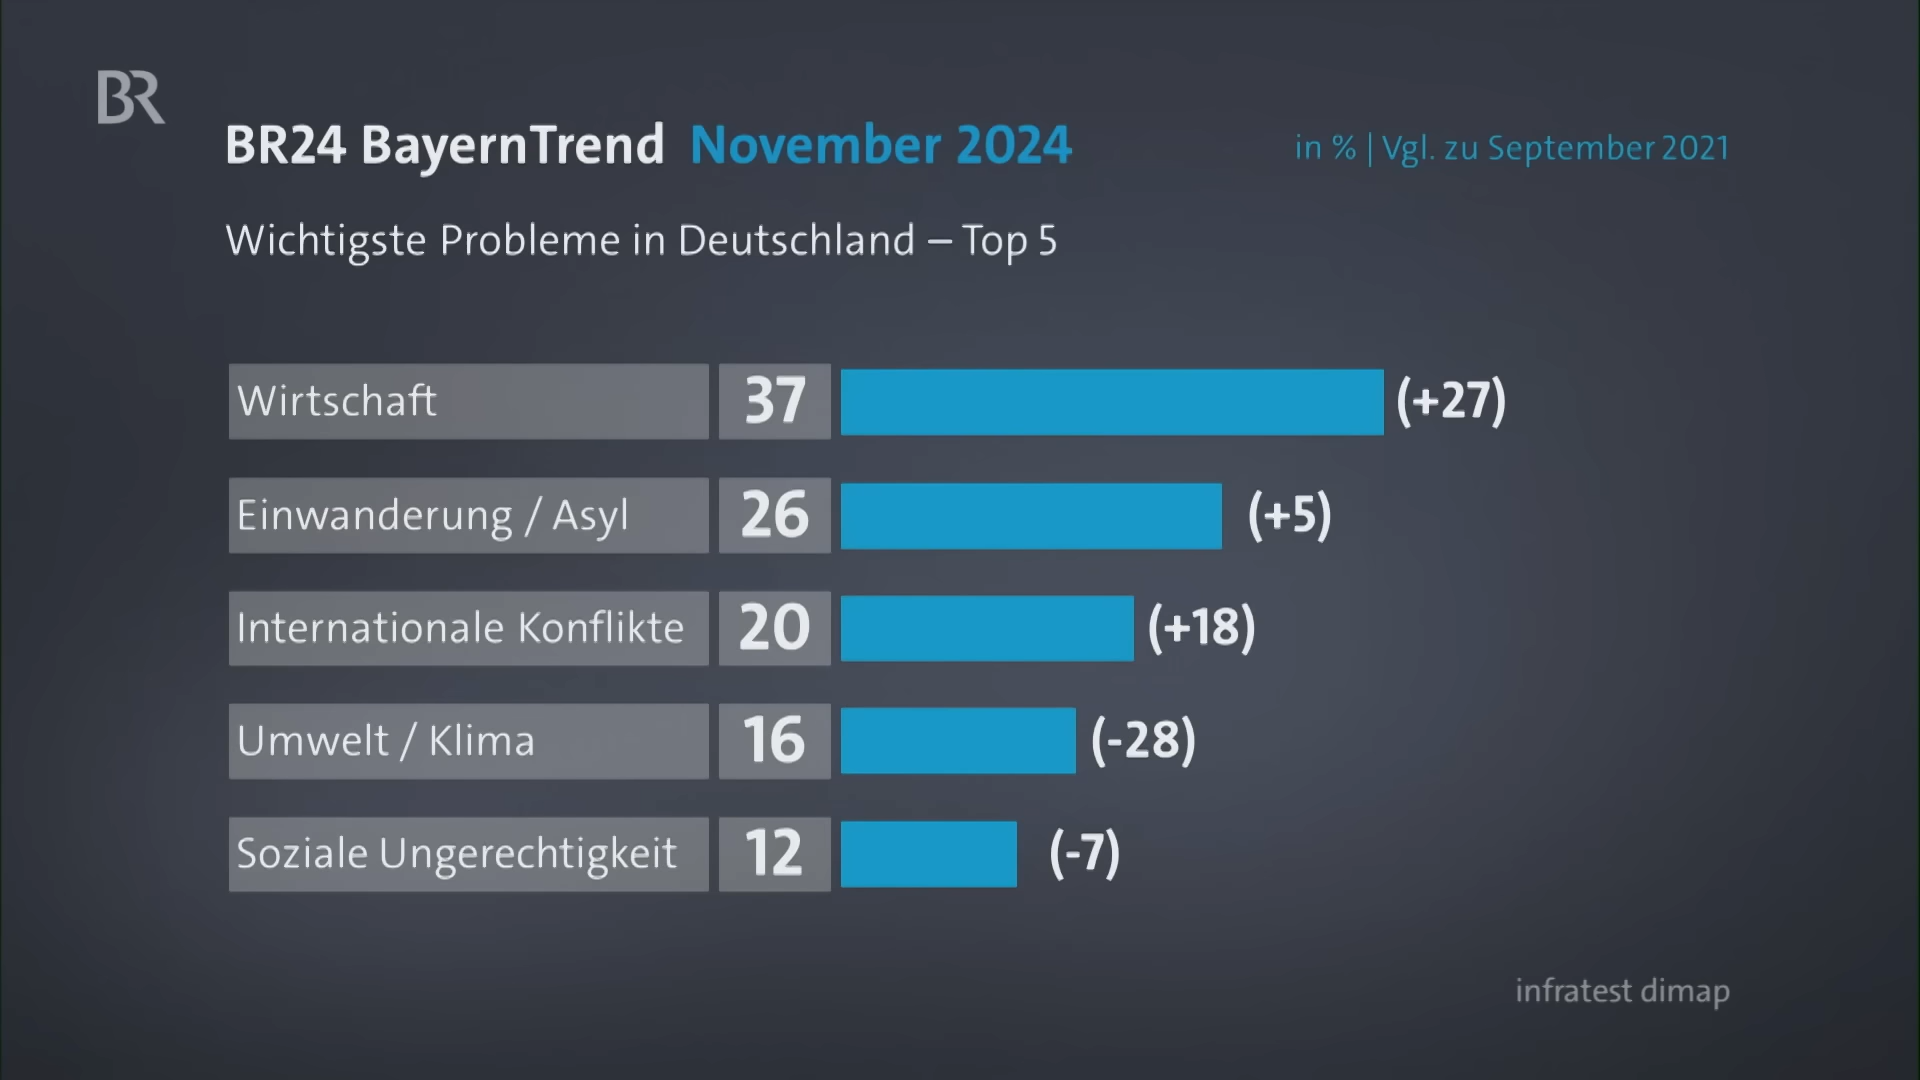 BR
BR24 BayernTrend November 2024
in % | Vgl. zu September 2021
Wichtigste Probleme in Deutschland – Top 5
Wirtschaft 37 (+27)
Einwanderung / Asyl 26 (+5)
Internationale Konflikte 20 (+18)
Umwelt / Klima 16 (-28)
Soziale Ungerechtigkeit 12 (-7)
infratest dimap